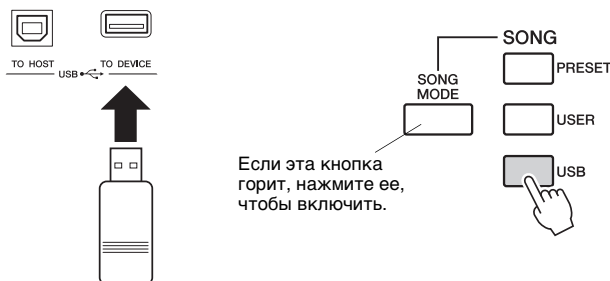 TO HOST
USB
TO DEVICE
SONG
SONG
MODE
PRESET
USER
USB
Если эта кнопка
горит, нажмите ее,
чтобы включить.